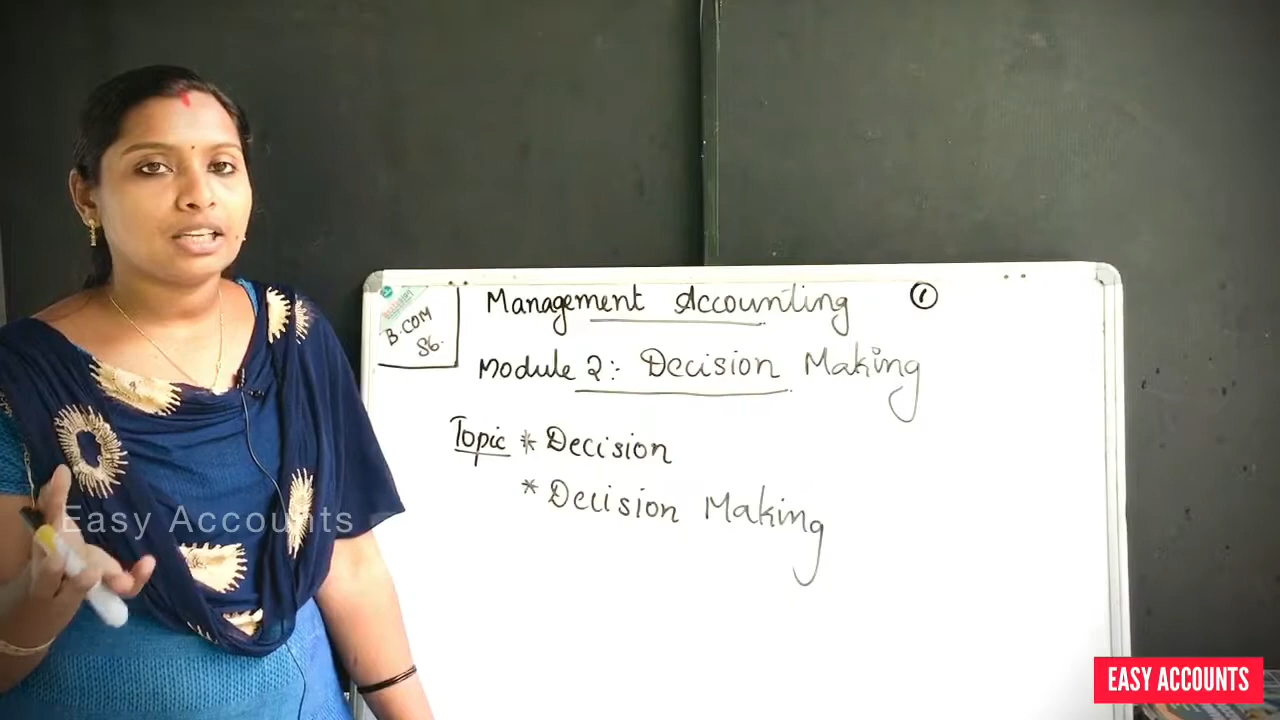 B.COM
S6.
Management Accounting
1
Module 2:- Decision Making
Topic * Decision
* Decision Making
Easy Accounts
EASY ACCOUNTS